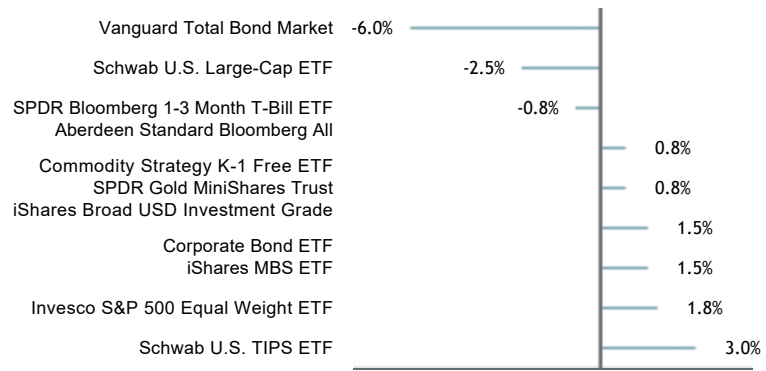 Vanguard Total Bond Market -6.0%
Schwab U.S. Large-Cap ETF -2.5%
SPDR Bloomberg 1-3 Month T-Bill ETF -0.8%
Aberdeen Standard Bloomberg All
0.8%
Commodity Strategy K-1 Free ETF
SPDR Gold MiniShares Trust 0.8%
iShares Broad USD Investment Grade
1.5%
Corporate Bond ETF
iShares MBS ETF 1.5%
Invesco S&P 500 Equal Weight ETF 1.8%
Schwab U.S. TIPS ETF 3.0%